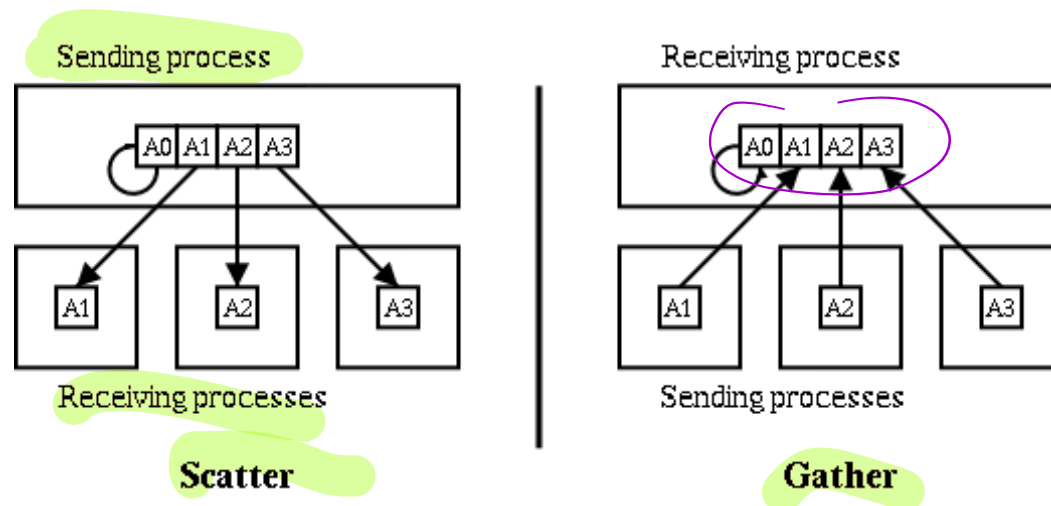 Sending process
A0 A1 A2 A3
A1 A2 A3
Receiving processes
Scatter
Receiving process
A0 A1 A2 A3
A1 A2 A3
Sending processes
Gather